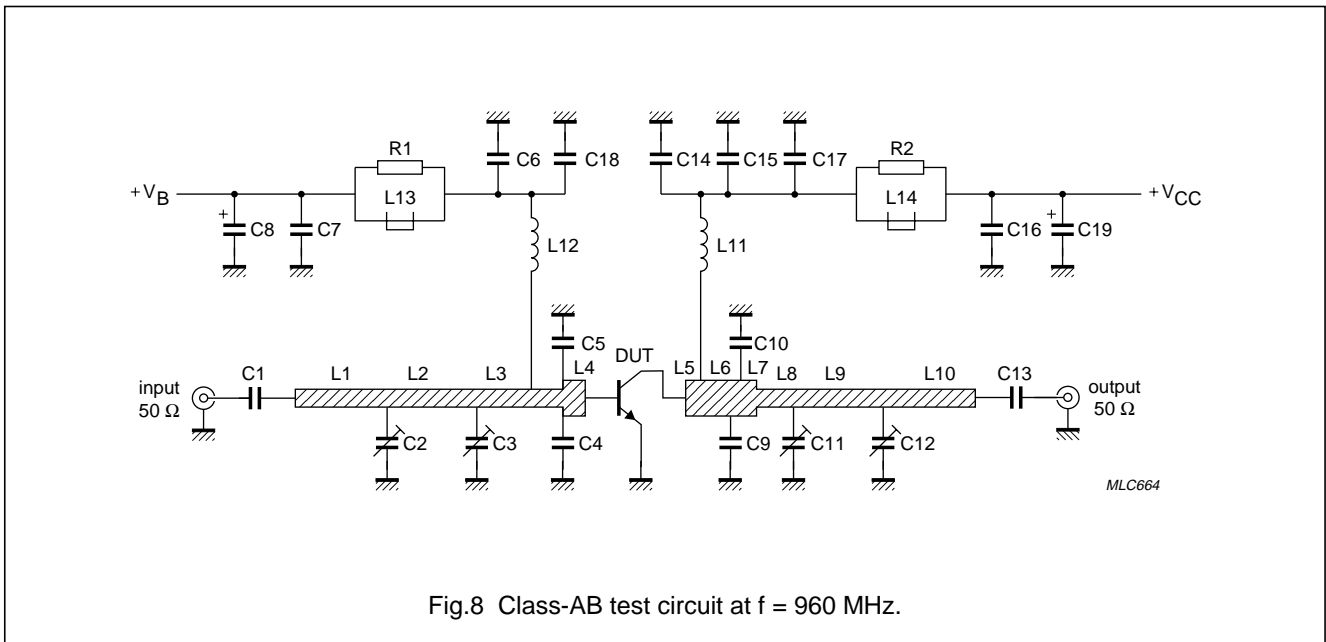 R1
C6
C18
C14
C15
C17
R2
+VB
L13
L14
+VCC
+
C8
C7
L12
L11
C16
+
C19
C5
C10
L4
DUT
L5
L6
L7
input
50 Ω
C1
L1
L2
L3
L8
L9
L10
C13
output
50 Ω
C2
C3
C4
C9
C11
C12
MLC664
Fig.8 Class-AB test circuit at f = 960 MHz.